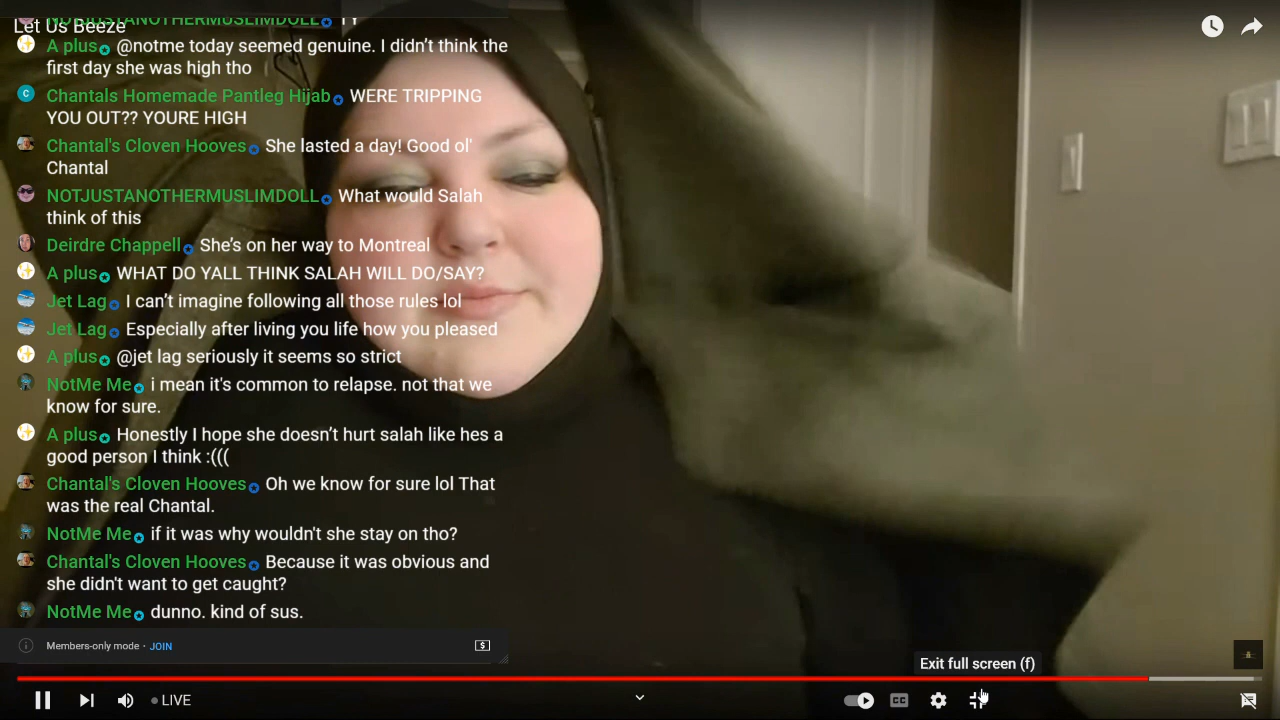 NOTJUSTANOTHERMUSLIMDOLL TY
Let Us Beeze
A plus @notme today seemed genuine. I didn’t think the
first day she was high tho
C Chantals Homemade Pantleg Hijab WERE TRIPPING
YOU OUT?? YOURE HIGH
Chantal's Cloven Hooves She lasted a day! Good ol'
Chantal
NOTJUSTANOTHERMUSLIMDOLL What would Salah
think of this
Deirdre Chappell She’s on her way to Montreal
A plus WHAT DO YALL THINK SALAH WILL DO/SAY?
Jet Lag I can’t imagine following all those rules lol
Jet Lag Especially after living you life how you pleased
A plus @jet lag seriously it seems so strict
NotMe Me i mean it's common to relapse. not that we
know for sure.
A plus Honestly I hope she doesn’t hurt salah like hes a
good person I think :(((
Chantal's Cloven Hooves Oh we know for sure lol That
was the real Chantal.
NotMe Me if it was why wouldn't she stay on tho?
Chantal's Cloven Hooves Because it was obvious and
she didn't want to get caught?
NotMe Me dunno. kind of sus.
Members-only mode · JOIN
Exit full screen (f)
LIVE
CC